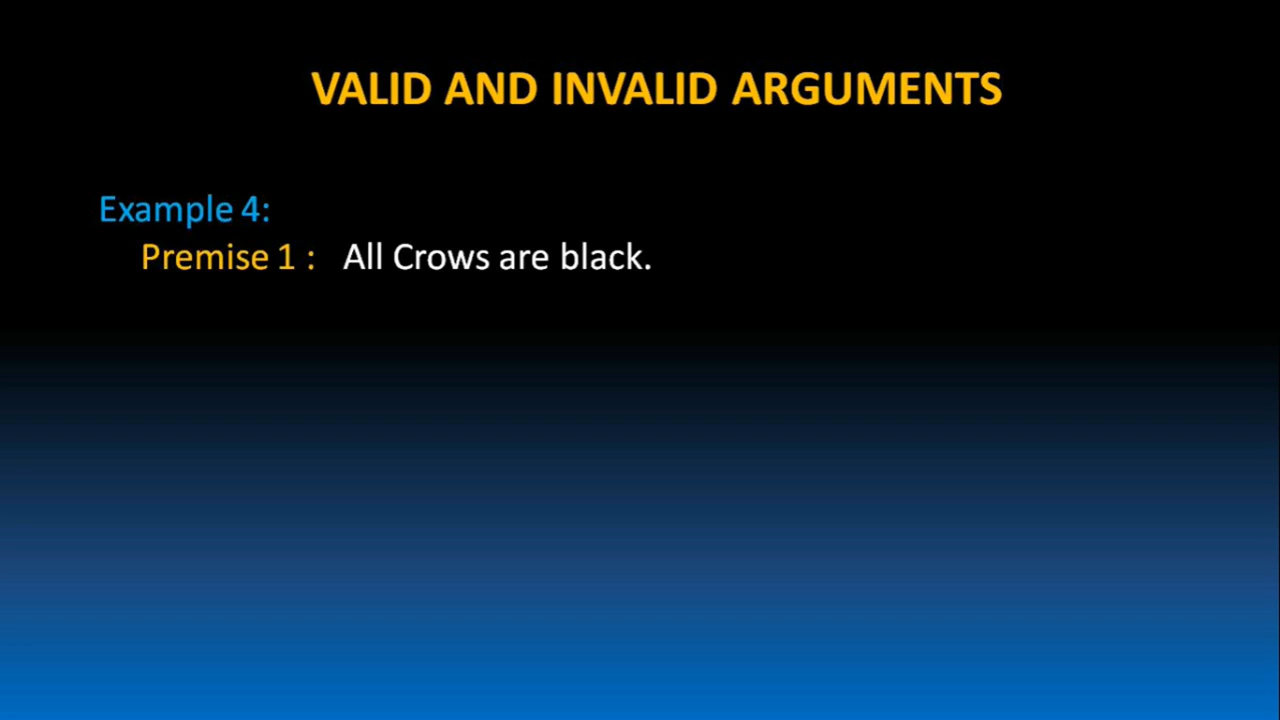 VALID AND INVALID ARGUMENTS
Example 4:
Premise 1 : All Crows are black.